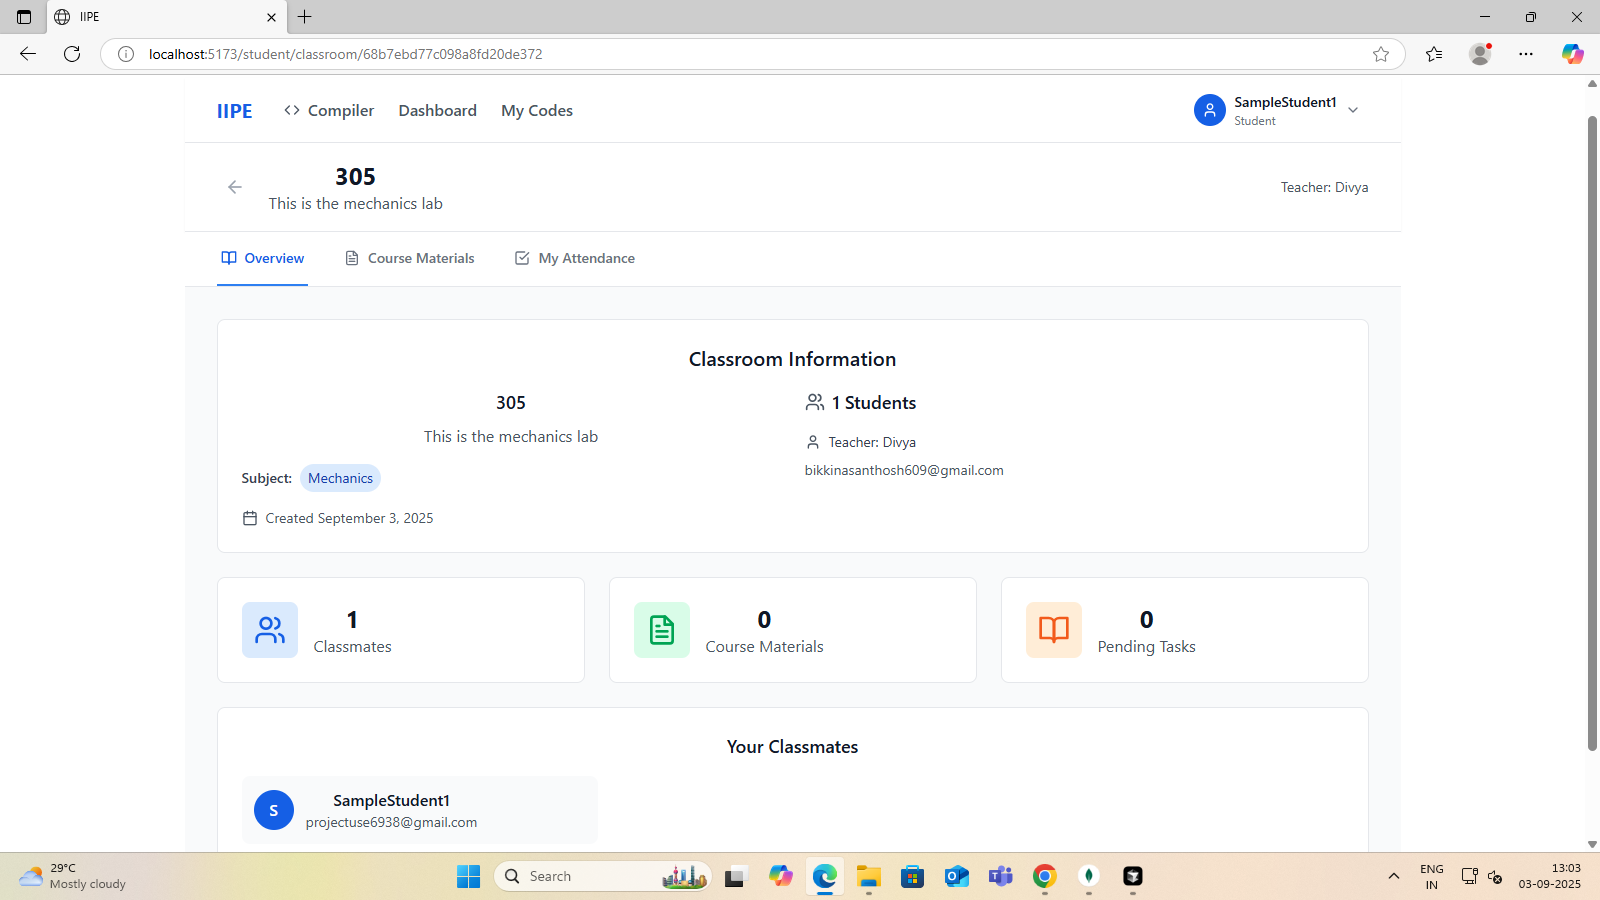 IIPE
localhost:5173/student/classroom/68b7ebd77c098a8fd20de372
IIPE
Compiler
Dashboard
My Codes
SampleStudent1
Student
305
This is the mechanics lab
Teacher: Divya
Overview
Course Materials
My Attendance
Classroom Information
305
This is the mechanics lab
Subject: Mechanics
Created September 3, 2025
1 Students
Teacher: Divya
bikkinasanthosh609@gmail.com
1
Classmates
0
Course Materials
0
Pending Tasks
Your Classmates
S
SampleStudent1
projectuse6938@gmail.com
29°C
Mostly cloudy
Search
ENG
IN
13:03
03-09-2025